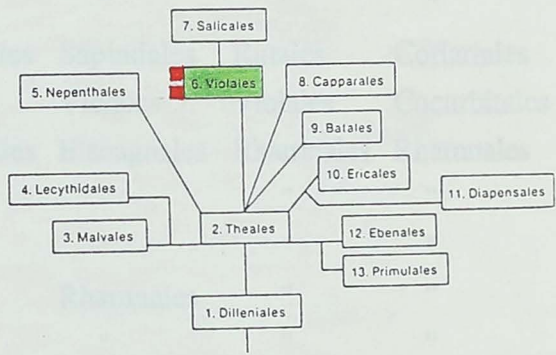 7. Salicales
6. Violales
5. Nepenthales
8. Capparales
9. Batales
10. Ericales
4. Lecythidales
11. Diapensales
2. Theales
3. Malvales
12. Ebenales
13. Primulales
1. Dilleniales